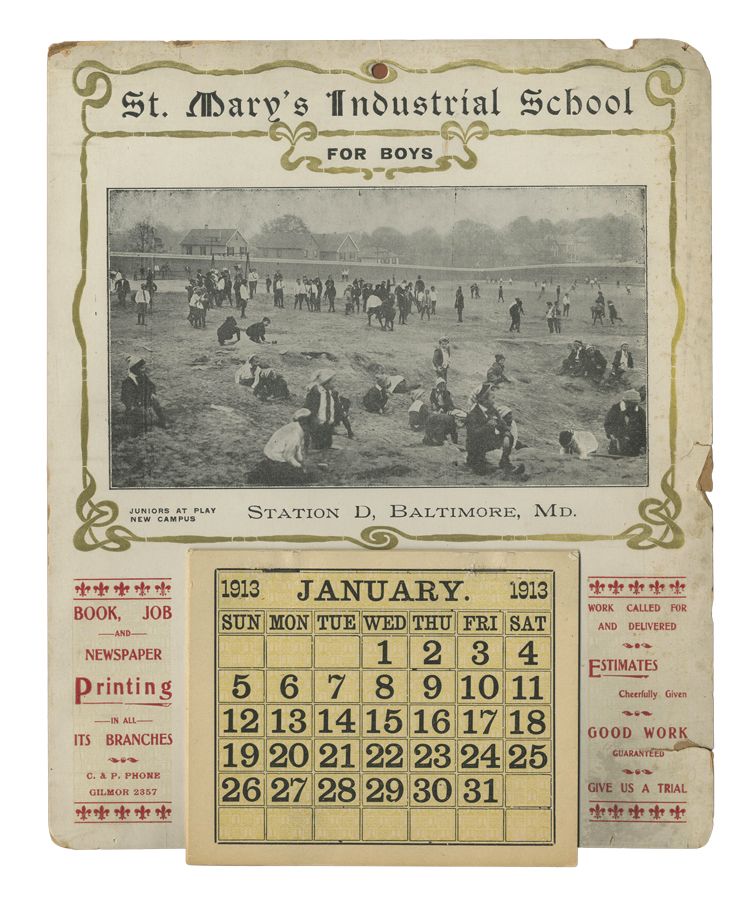 St. Mary's Industrial School
FOR BOYS
JUNIORS AT PLAY
NEW CAMPUS
STATION D, BALTIMORE, MD.
BOOK, JOB
AND
NEWSPAPER
Printing
IN ALL
ITS BRANCHES
C. & P. PHONE
GILMOR 2357
1913 JANUARY. 1913
SUN MON TUE WED THU FRI SAT
1 2 3 4
5 6 7 8 9 10 11
12 13 14 15 16 17 18
19 20 21 22 23 24 25
26 27 28 29 30 31
WORK CALLED FOR
AND DELIVERED
ESTIMATES
Cheerfully Given
GOOD WORK
GUARANTEED
GIVE US A TRIAL